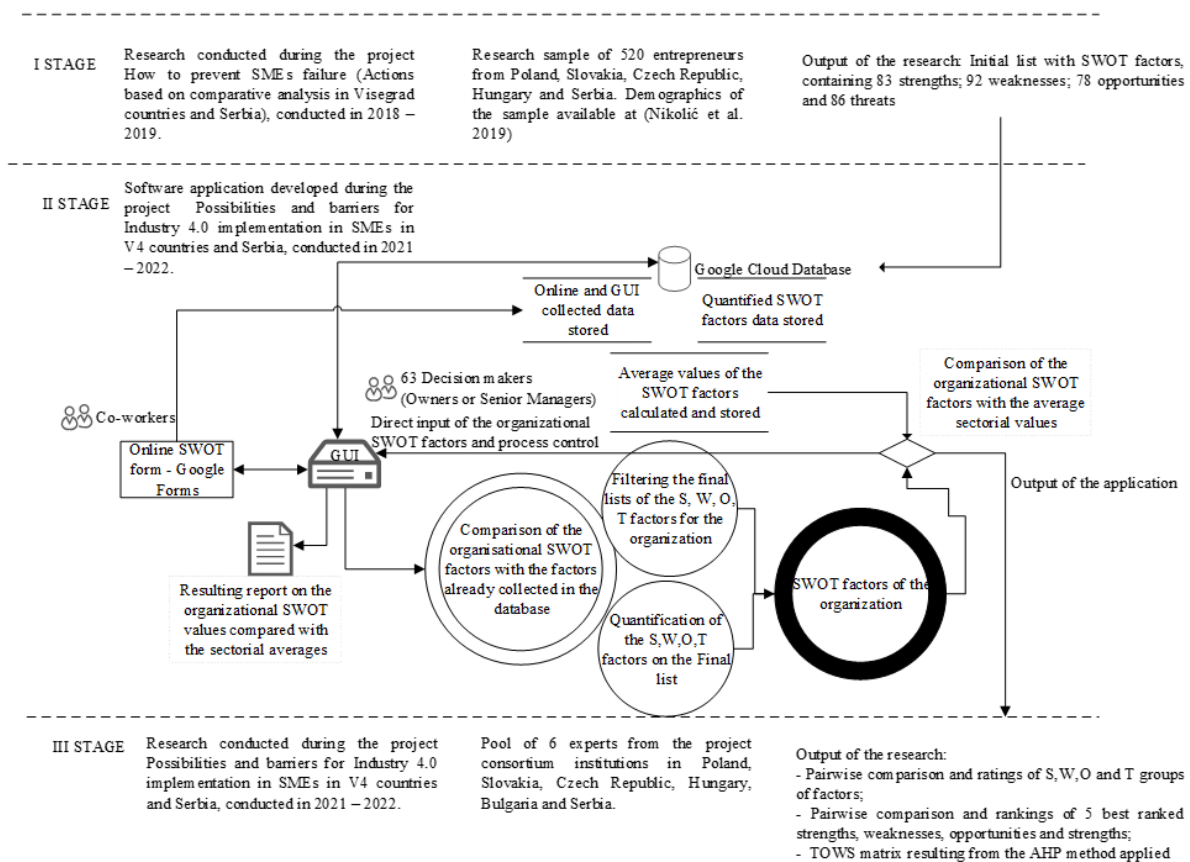 I STAGE
Research conducted during the project
How to prevent SMEs failure (Actions
based on comparative analysis in Visegrad
countries and Serbia), conducted in 2018 –
2019.
Research sample of 520 entrepreneurs
from Poland, Slovakia, Czech Republic,
Hungary and Serbia. Demographics of
the sample available at (Nikolić et al.
2019)
Output of the research: Initial list with SWOT factors,
containing 83 strengths; 92 weaknesses; 78 opportunities
and 86 threats
II STAGE
Software application developed during the
project Possibilities and barriers for
Industry 4.0 implementation in SMEs in
V4 countries and Serbia, conducted in 2021
– 2022.
Google Cloud Database
Online and GUI
collected data
stored
Quantified SWOT
factors data stored
Average values of the
SWOT factors
calculated and stored
Comparison of the
organizational SWOT
factors with the average
sectorial values
63 Decision makers
(Owners or Senior Managers)
Direct input of the organizational
SWOT factors and process control
Co-workers
Online SWOT
form - Google
Forms
GUI
Output of the application
Filtering the final
lists of the S, W, O,
T factors for the
organization
Comparison of the
organisational SWOT
factors with the factors
already collected in the
database
SWOT factors of the
organization
Quantification of
the S,W,O,T
factors on the Final
list
Resulting report on the
organizational SWOT
values compared with
the sectorial averages
III STAGE
Research conducted during the project
Possibilities and barriers for Industry 4.0
implementation in SMEs in V4 countries
and Serbia, conducted in 2021 – 2022.
Pool of 6 experts from the project
consortium institutions in Poland,
Slovakia, Czech Republic, Hungary,
Bulgaria and Serbia.
Output of the research:
- Pairwise comparison and ratings of S,W,O and T groups
of factors;
- Pairwise comparison and rankings of 5 best ranked
strengths, weaknesses, opportunities and strengths;
- TOWS matrix resulting from the AHP method applied